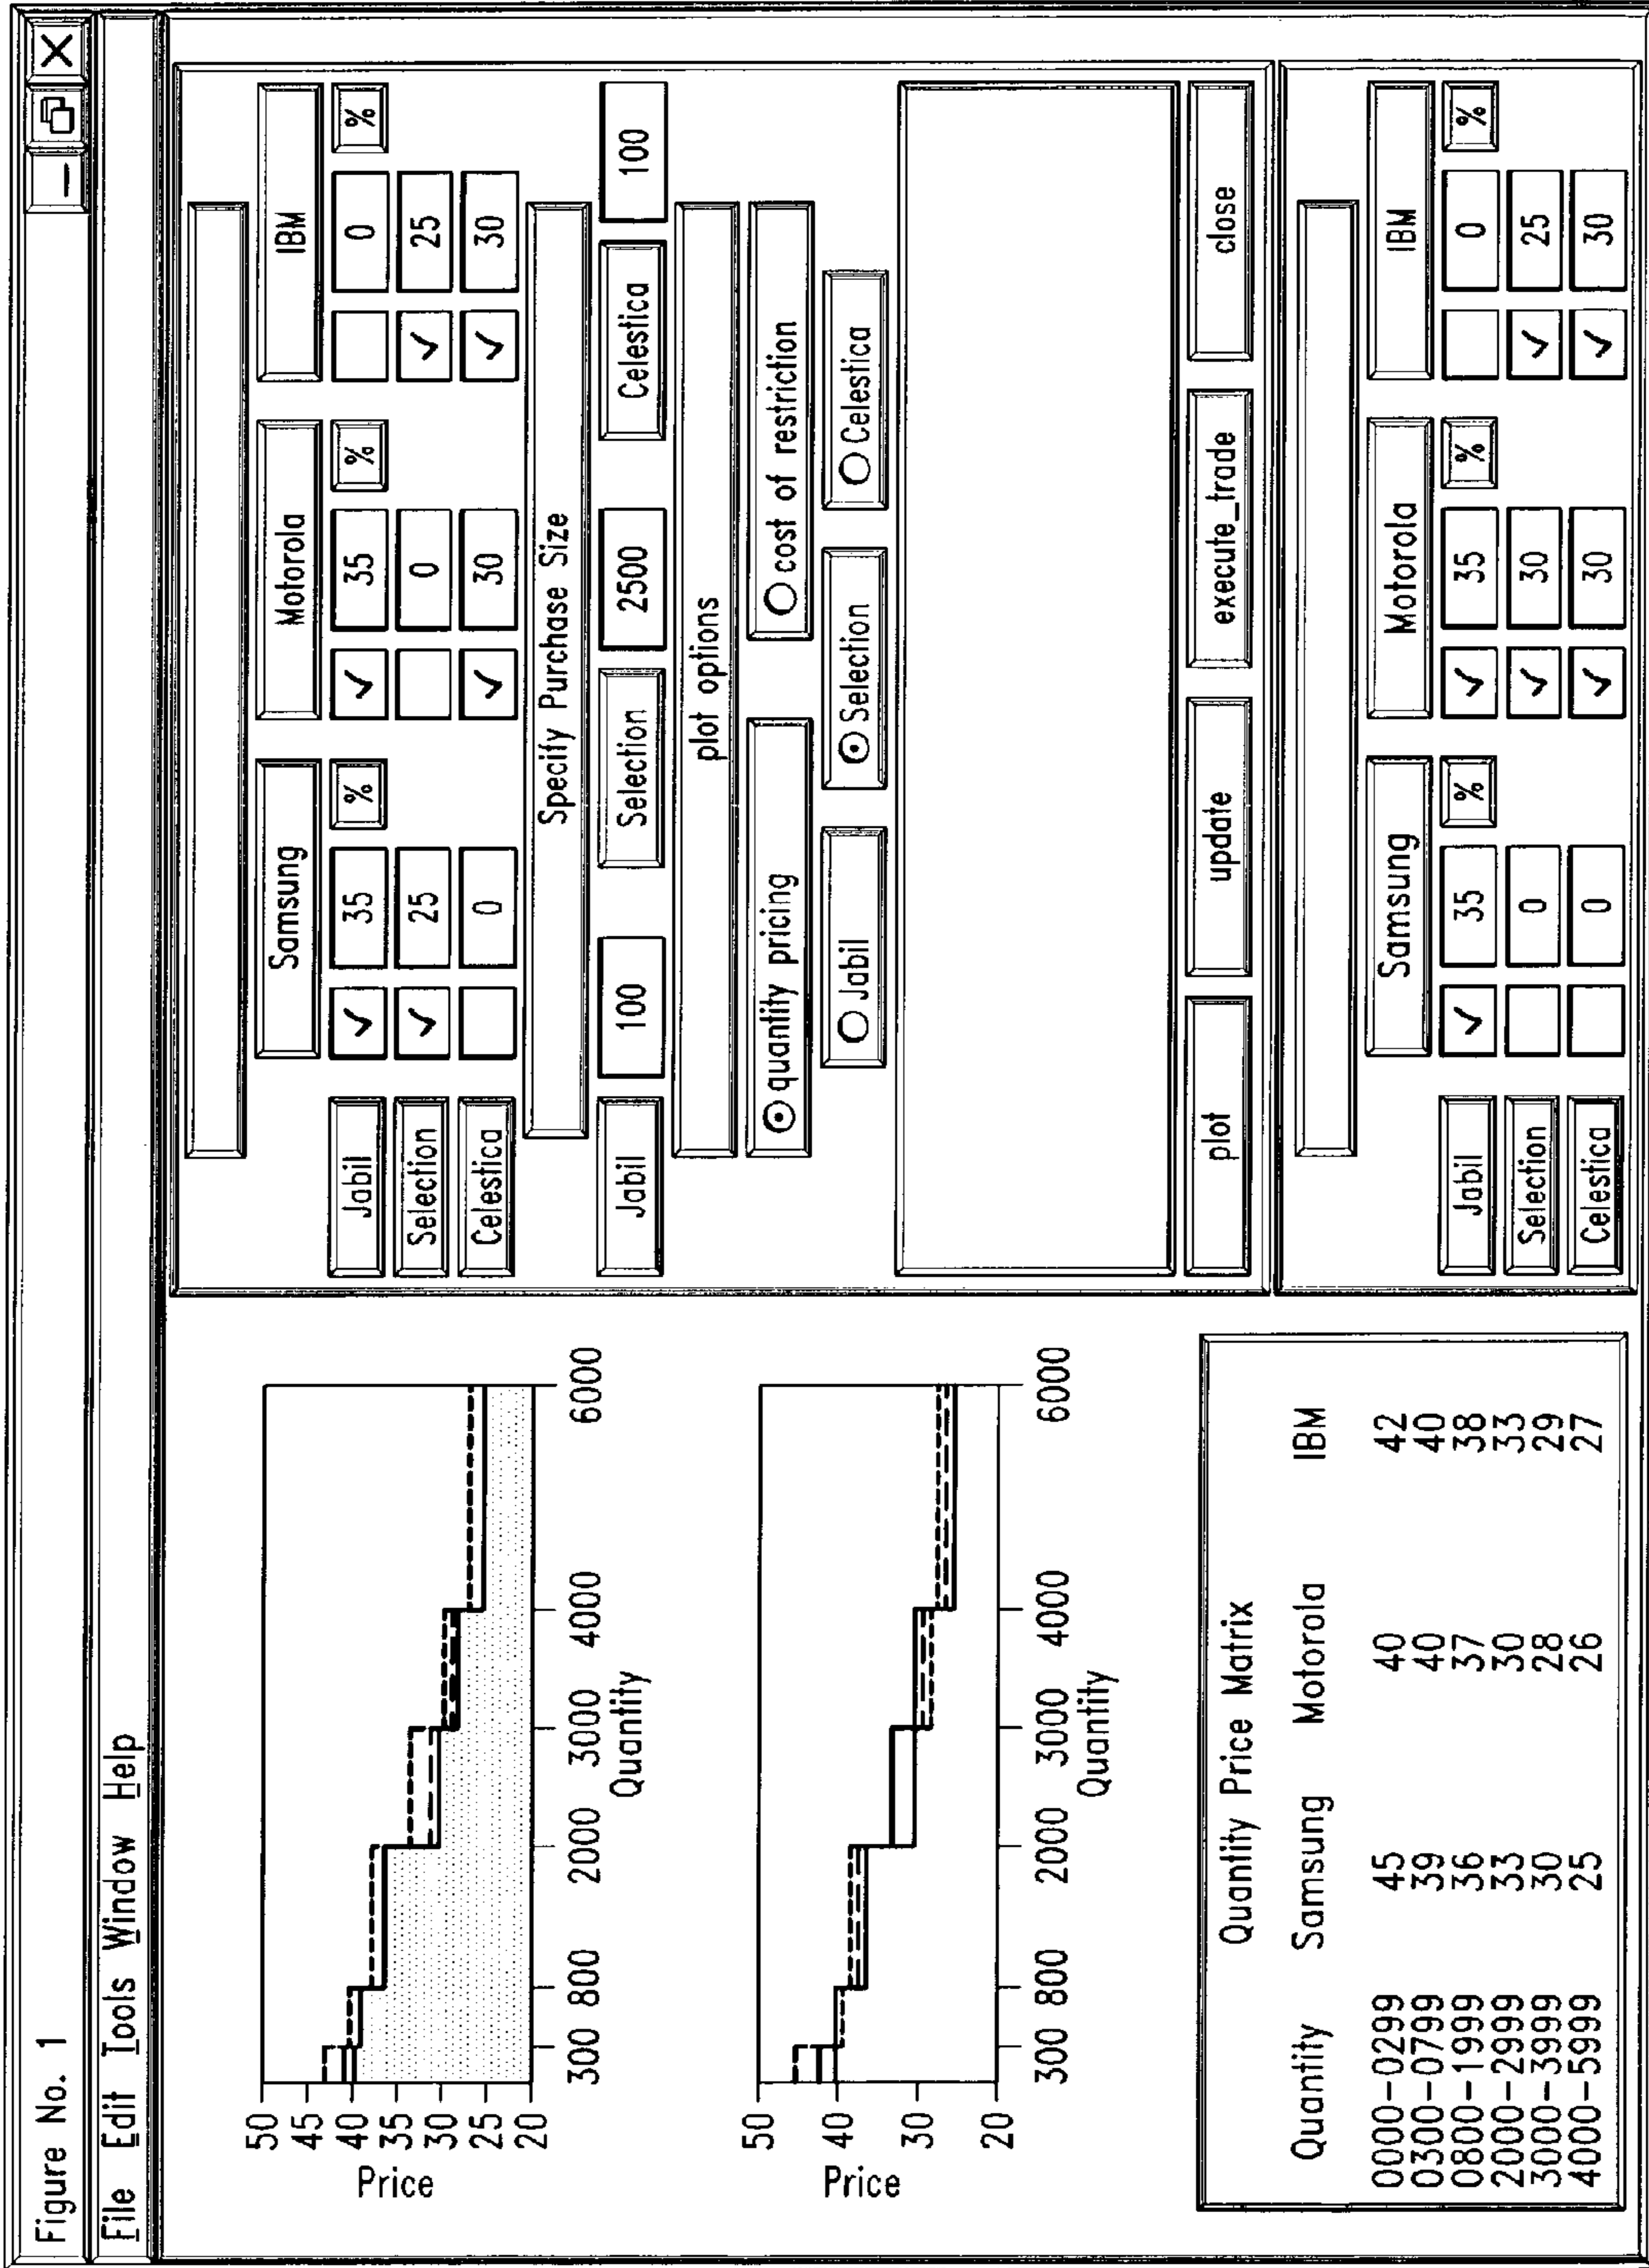 Figure No. 1
File Edit Tools Window Help
50
45
40
35
30
25
20
Price
300 800 2000 3000 4000 6000
Quantity
50
40
30
20
Price
300 800 2000 3000 4000 6000
Quantity
Quantity Price Matrix
Quantity Samsung Motorola IBM
0000-0299 45 40 42
0300-0799 39 40 40
0800-1999 36 37 38
2000-2999 33 30 33
3000-3999 30 28 29
4000-5999 25 26 27
Samsung Motorola IBM
Jabil ✓ 35 % ✓ 35 % 0 %
Selection ✓ 25 0 ✓ 25
Celestica 0 ✓ 30 ✓ 30
Specify Purchase Size
Jabil 100 Selection 2500 Celestica 100
plot options
quantity pricing cost of restriction
Jabil Selection Celestica
plot update execute_trade close
Samsung Motorola IBM
Jabil ✓ 35 % ✓ 35 % 0 %
Selection 0 ✓ 30 ✓ 25
Celestica 0 ✓ 30 ✓ 30